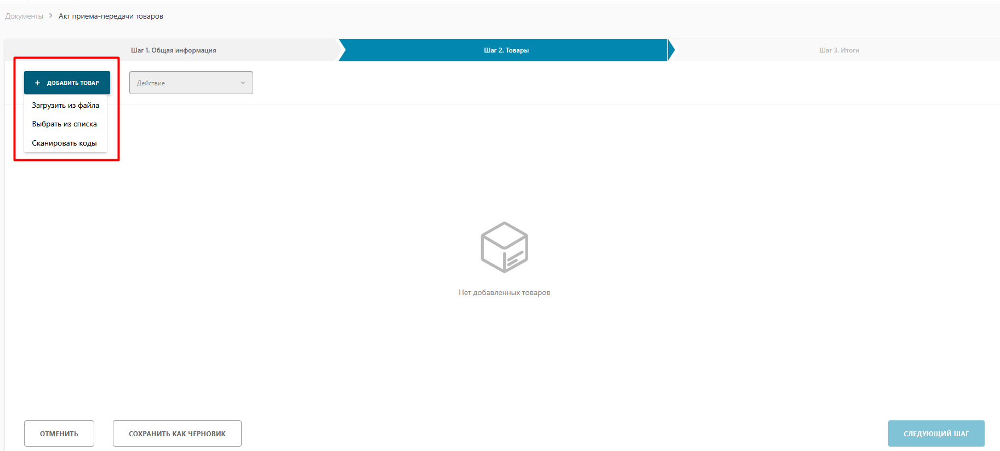 Документы > Акт приема-передачи товаров
Шаг 1. Общая информация
Шаг 2. Товары
Шаг 3. Итоги
+ ДОБАВИТЬ ТОВАР
Действие
Загрузить из файла
Выбрать из списка
Сканировать коды
Нет добавленных товаров
ОТМЕНИТЬ
СОХРАНИТЬ КАК ЧЕРНОВИК
СЛЕДУЮЩИЙ ШАГ